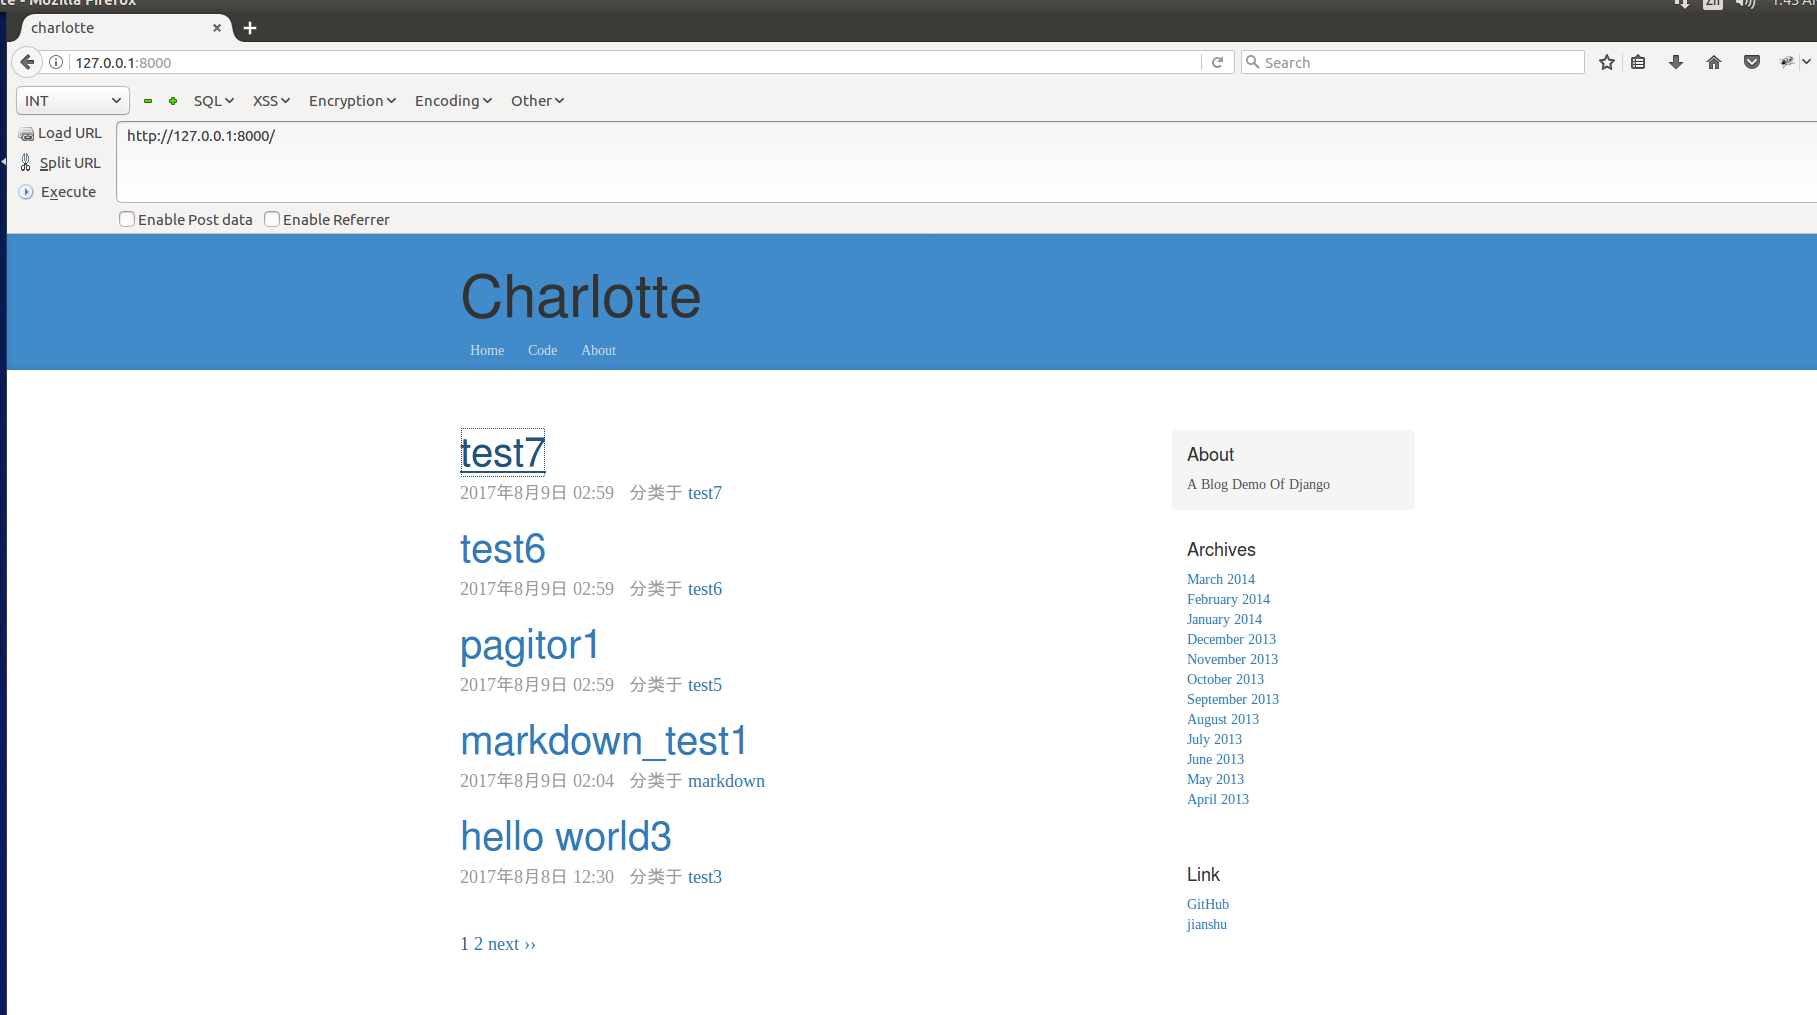 te - Mozilla Firefox
Zh
1:43 A
charlotte
127.0.0.1:8000
Search
INT
SQL
XSS
Encryption
Encoding
Other
Load URL
http://127.0.0.1:8000/
Split URL
Execute
Enable Post data
Enable Referrer
Charlotte
Home
Code
About
test7
2017年8月9日 02:59 分类于 test7
test6
2017年8月9日 02:59 分类于 test6
pagitor1
2017年8月9日 02:59 分类于 test5
markdown_test1
2017年8月9日 02:04 分类于 markdown
hello world3
2017年8月8日 12:30 分类于 test3
1 2 next ››
About
A Blog Demo Of Django
Archives
March 2014
February 2014
January 2014
December 2013
November 2013
October 2013
September 2013
August 2013
July 2013
June 2013
May 2013
April 2013
Link
GitHub
jianshu